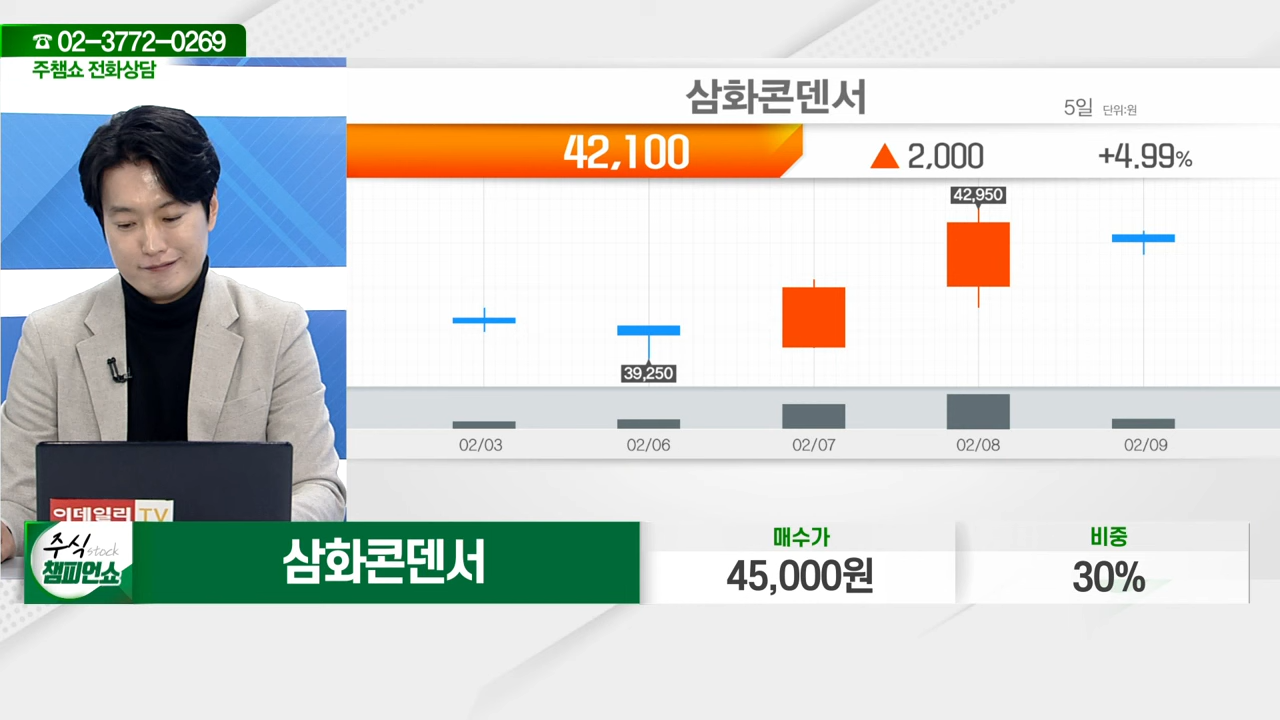 ☎ 02-3772-0269
주챔쇼 전화상담
삼화콘덴서
5일 단위:원
42,100 ▲ 2,000 +4.99%
42,950
39,250
02/03 02/06 02/07 02/08 02/09
이데일리 TV
주식 stock
챔피언쇼
삼화콘덴서
매수가
45,000원
비중
30%